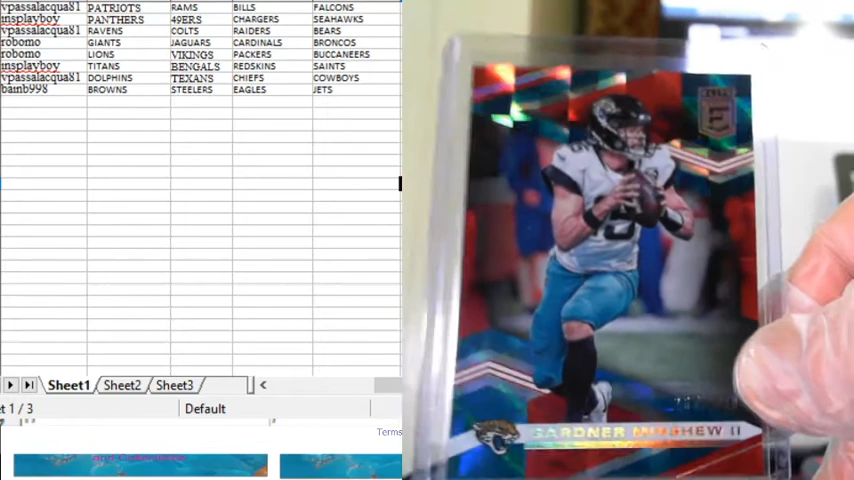 vpassalacqua81 PATRIOTS RAMS BILLS FALCONS
insplayboy PANTHERS 49ERS CHARGERS SEAHAWKS
vpassalacqua81 RAVENS COLTS RAIDERS BEARS
robomo GIANTS JAGUARS CARDINALS BRONCOS
robomo LIONS VIKINGS PACKERS BUCCANEERS
insplayboy TITANS BENGALS REDSKINS SAINTS
vpassalacqua81 DOLPHINS TEXANS CHIEFS COWBOYS
bainb998 BROWNS STEELERS EAGLES JETS
Sheet1 Sheet2 Sheet3
et 1 / 3 Default
Terms
E
GARDNER MINSHEW II